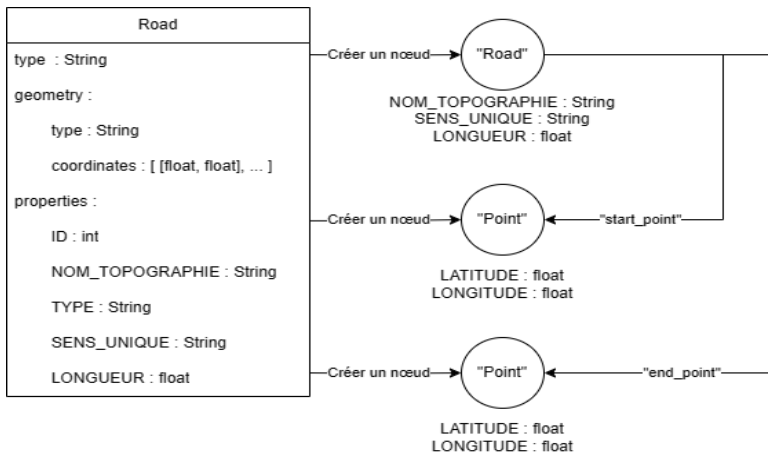 Road
type : String
geometry :
type : String
coordinates : [ [float, float], ... ]
properties :
ID : int
NOM_TOPOGRAPHIE : String
TYPE : String
SENS_UNIQUE : String
LONGUEUR : float
Créer un nœud
"Road"
NOM_TOPOGRAPHIE : String
SENS_UNIQUE : String
LONGUEUR : float
Créer un nœud
"Point"
"start_point"
LATITUDE : float
LONGITUDE : float
Créer un nœud
"Point"
"end_point"
LATITUDE : float
LONGITUDE : float